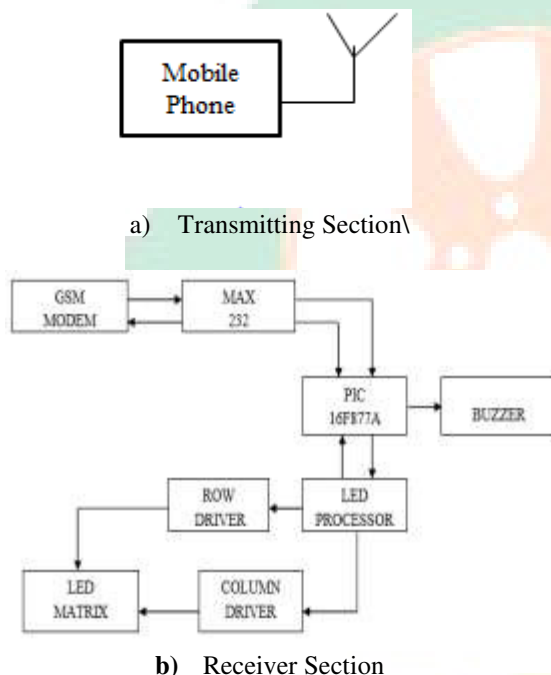 Mobile
Phone
a) Transmitting Section\
GSM
MODEM
MAX
232
PIC
16F877A
BUZZER
ROW
DRIVER
LED
PROCESSOR
LED
MATRIX
COLUMN
DRIVER
b) Receiver Section